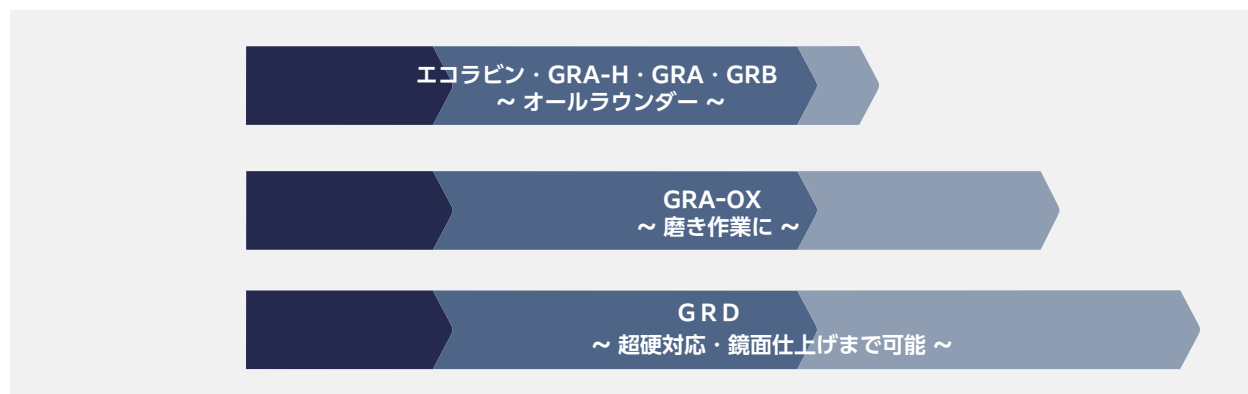 エコラビン・GRA-H・GRA・GRB
～ オールラウンダー ～
GRA-OX
～ 磨き作業に ～
GRD
～ 超硬対応・鏡面仕上げまで可能 ～